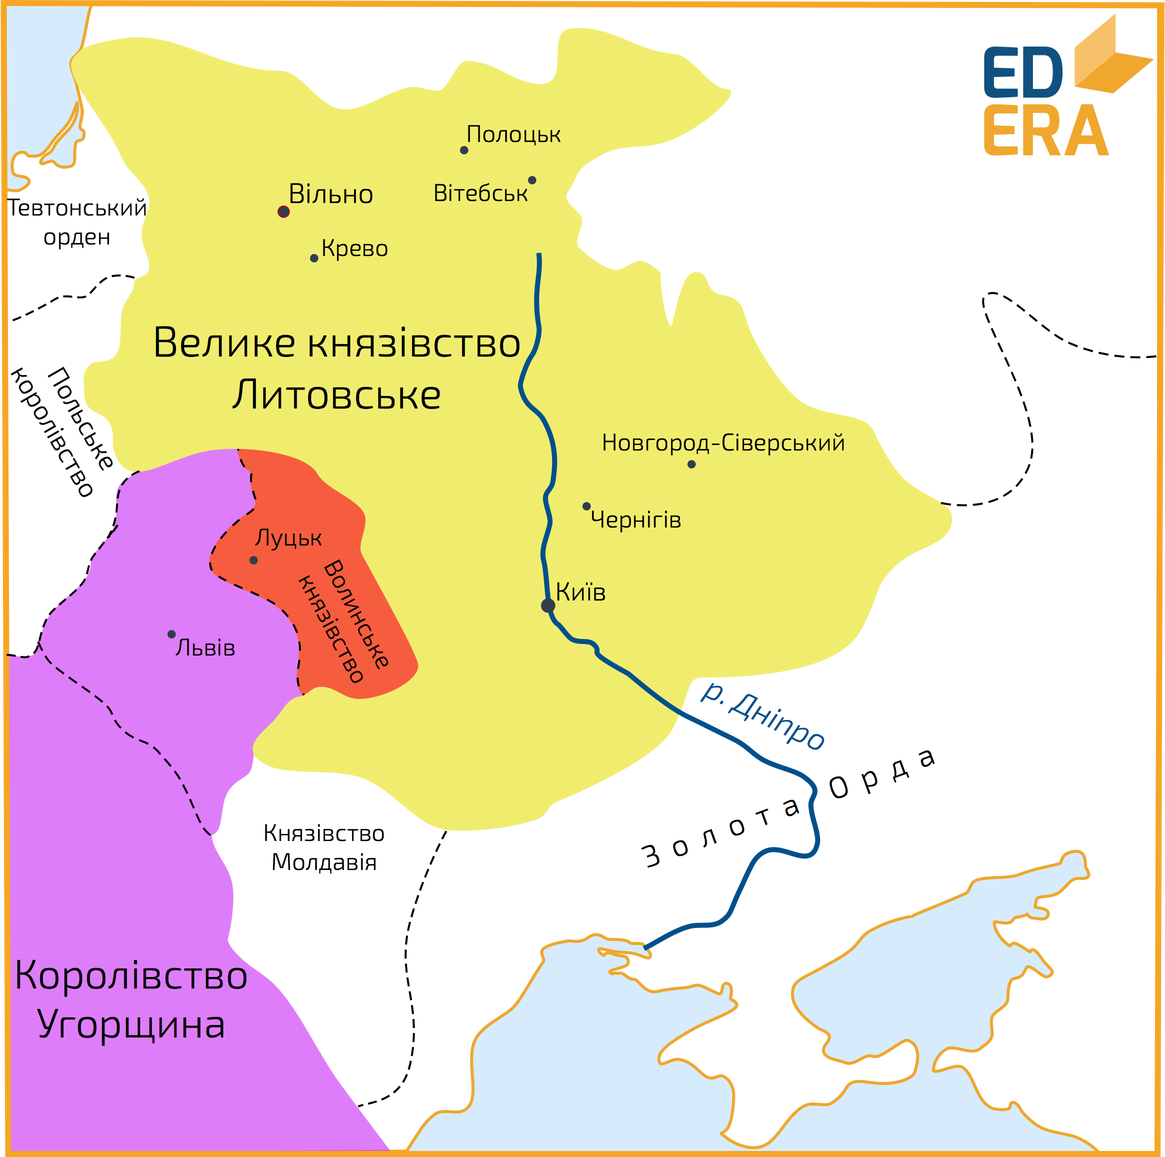 ED
ERA
Полоцьк
Вітебськ
Вільно
Тевтонський
орден
Крево
Велике князівство
Литовське
Польське
королівство
Новгород-Сіверський
Чернігів
Луцьк
Волинське
князівство
Київ
Львів
р. Дніпро
Золота Орда
Князівство
Молдавія
Королівство
Угорщина